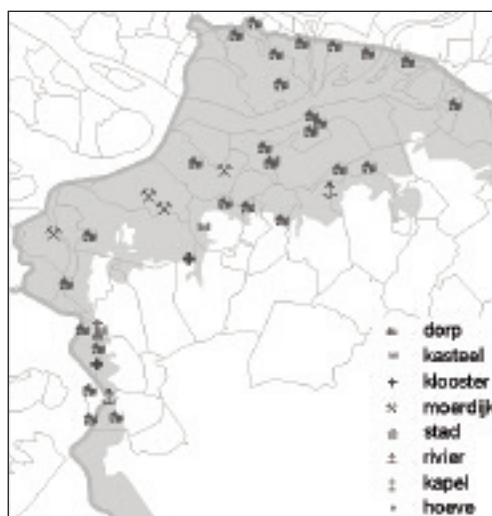 dorp
kasteel
klooster
moerdijk
stad
rivier
kapel
hoeve